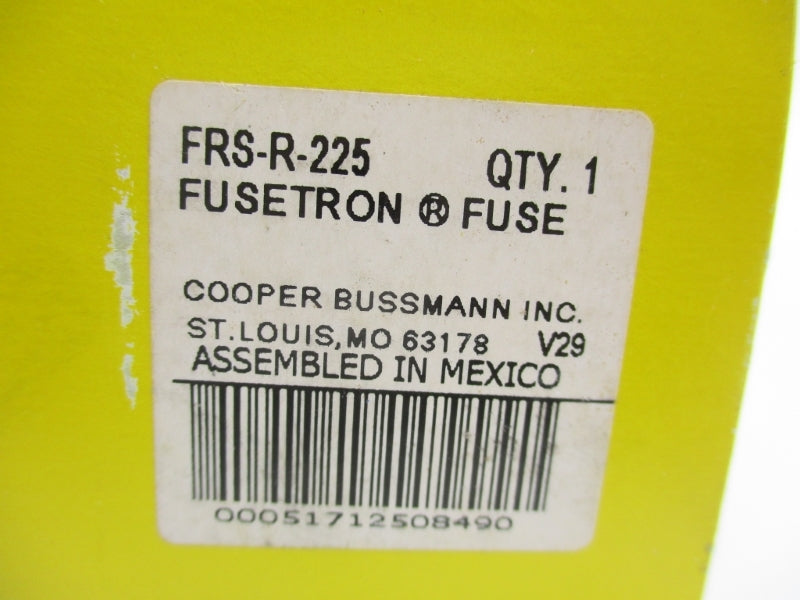 FRS-R-225 QTY. 1
FUSETRON ® FUSE
COOPER BUSSMANN INC.
ST. LOUIS, MO 63178 V29
ASSEMBLED IN MEXICO
00051712508490